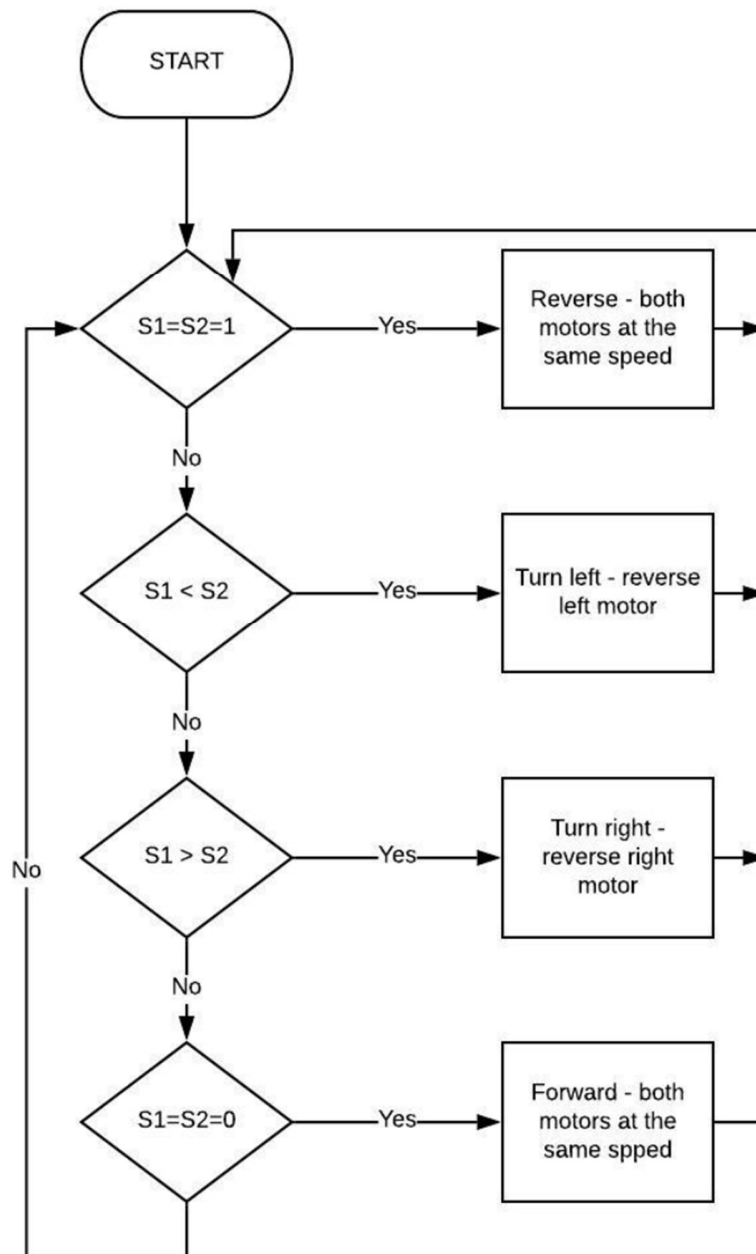 START
S1=S2=1
Yes
Reverse - both
motors at the
same speed
No
S1 < S2
Yes
Turn left - reverse
left motor
No
S1 > S2
Yes
Turn right -
reverse right
motor
No
No
S1=S2=0
Yes
Forward - both
motors at the
same spped